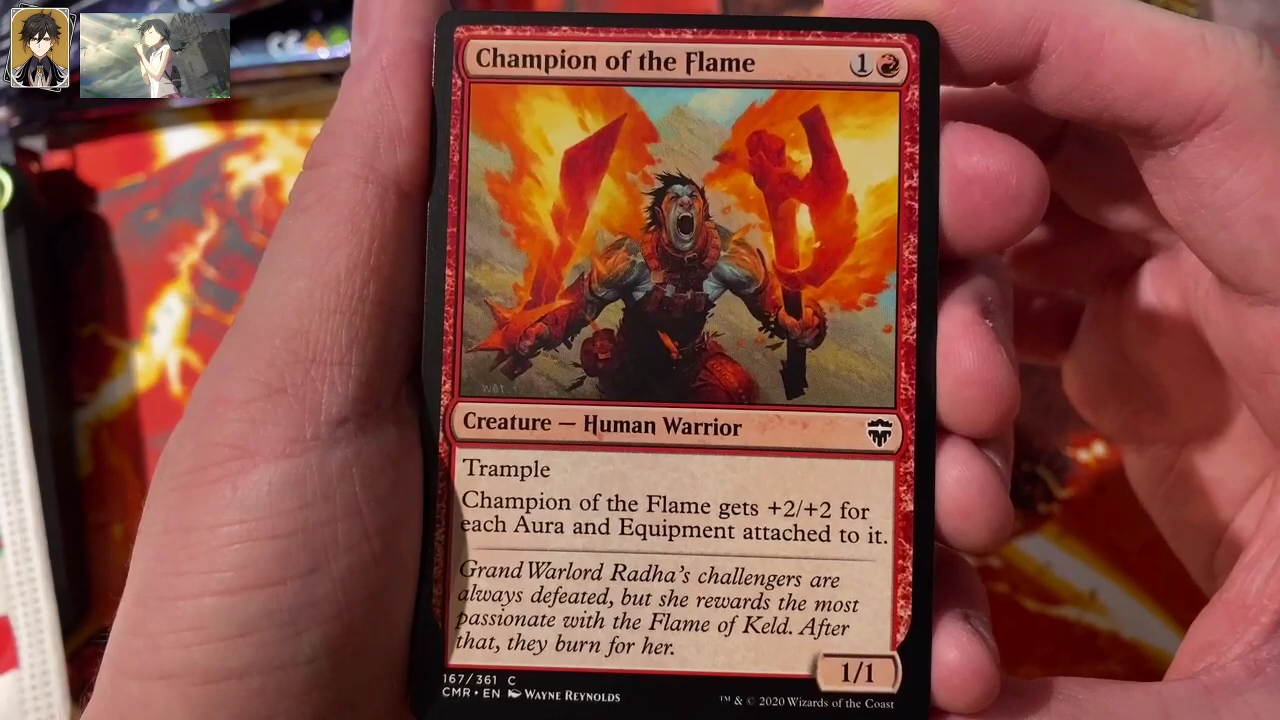 Champion of the Flame 1
Creature — Human Warrior
Trample
Champion of the Flame gets +2/+2 for
each Aura and Equipment attached to it.
Grand Warlord Radha's challengers are
always defeated, but she rewards the most
passionate with the Flame of Keld. After
that, they burn for her.
1/1
167/361 C
CMR • EN Wayne Reynolds
™ & © 2020 Wizards of the Coast